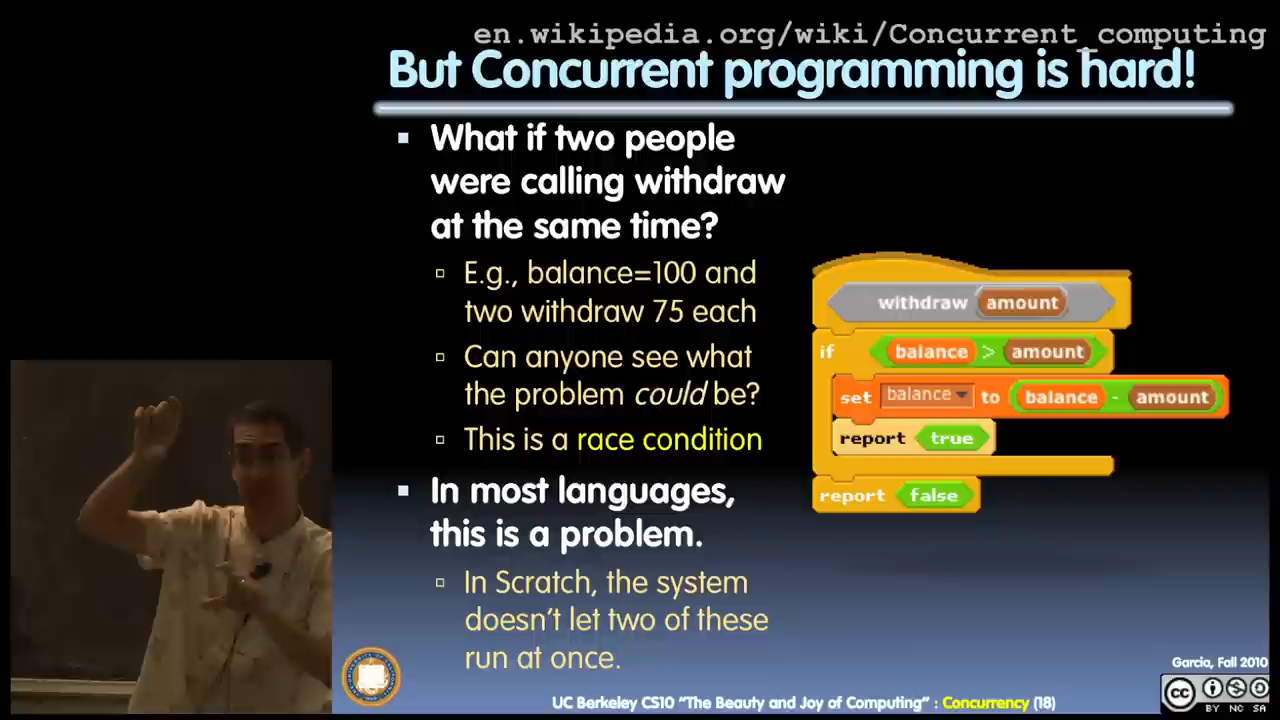 en.wikipedia.org/wiki/Concurrent_computing
But Concurrent programming is hard!
What if two people
were calling withdraw
at the same time?
E.g., balance=100 and
two withdraw 75 each
Can anyone see what
the problem could be?
This is a race condition
In most languages,
this is a problem.
In Scratch, the system
doesn't let two of these
run at once.
withdraw amount
if balance > amount
set balance to balance - amount
report true
report false
Garcia, Fall 2010
UC Berkeley CS10 "The Beauty and Joy of Computing" : Concurrency (18)
cc
BY NC SA